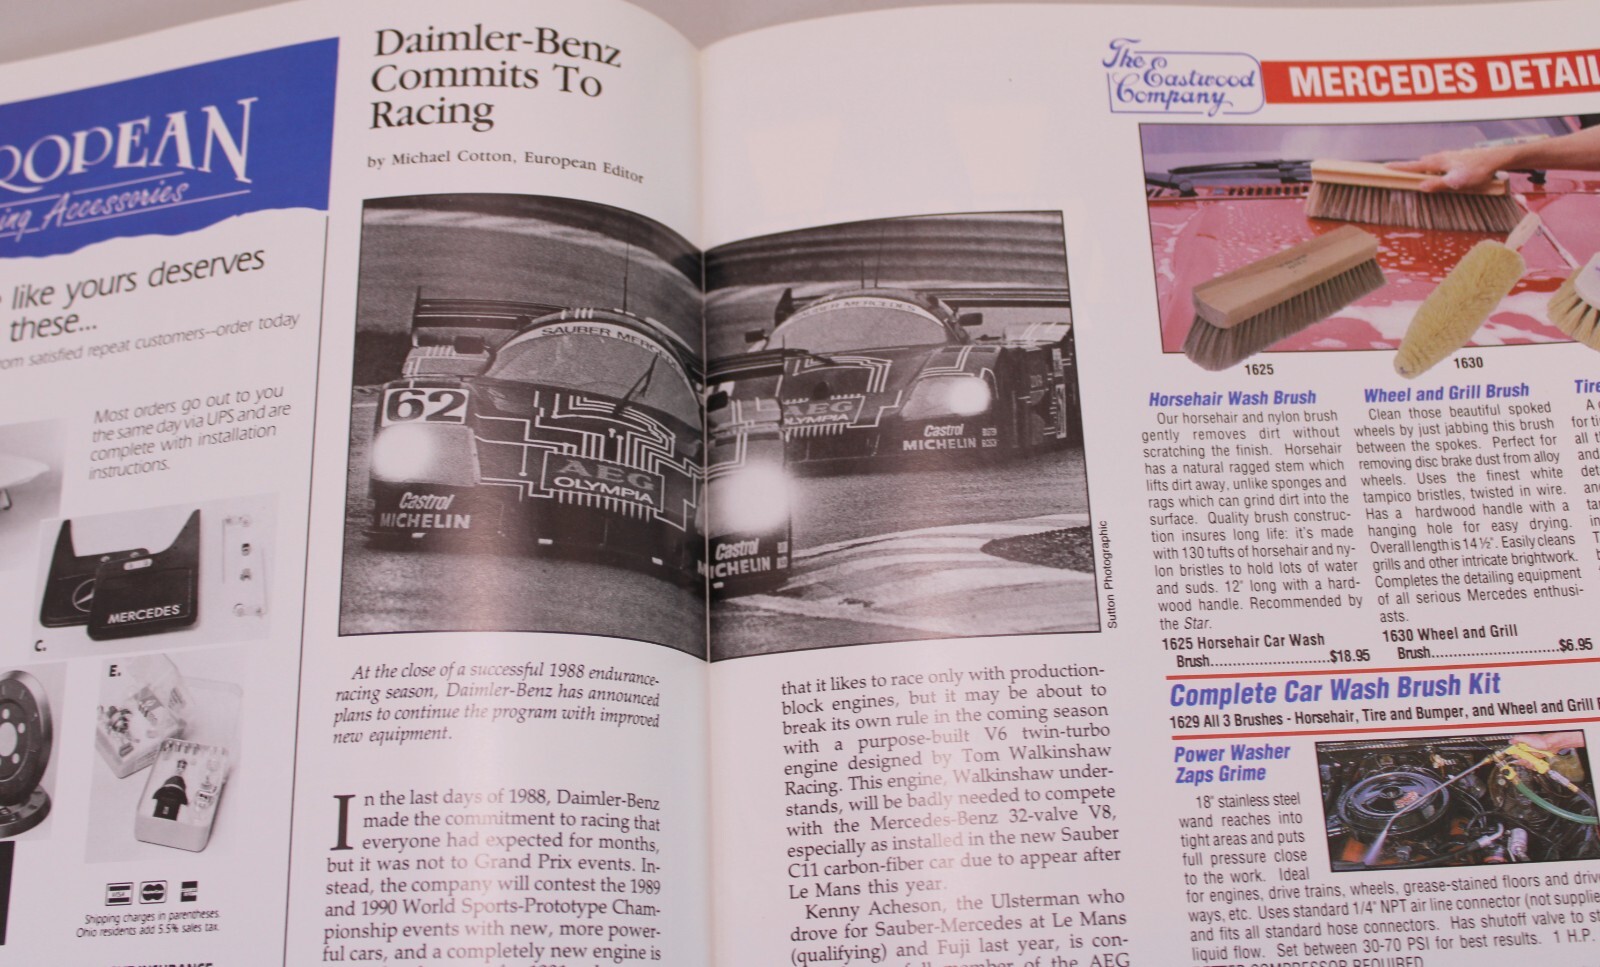 ROPEAN
ing Accessories
like yours deserves
these...
om satisfied repeat customers--order today
Most orders go out to you
the same day via UPS and are
complete with installation
instructions.
MERCEDES
C.
E.
VISA
Shipping charges in parentheses.
Ohio residents add 5.5% sales tax.
Daimler-Benz
Commits To
Racing
by Michael Cotton, European Editor
SAUBER MERCE
62
AEG
OLYMPIA
Castrol
MICHELIN
Castrol
MICHELIN
SAUBER MERCEDES
AEG
OLYMPIA
Castrol
MICHELIN
Sutton Photographic
At the close of a successful 1988 endurance-
racing season, Daimler-Benz has announced
plans to continue the program with improved
new equipment.
In the last days of 1988, Daimler-Benz
made the commitment to racing that
everyone had expected for months,
but it was not to Grand Prix events. In-
stead, the company will contest the 1989
and 1990 World Sports-Prototype Cham-
pionship events with new, more power-
ful cars, and a completely new engine is
that it likes to race only with production-
block engines, but it may be about to
break its own rule in the coming season
with a purpose-built V6 twin-turbo
engine designed by Tom Walkinshaw
Racing. This engine, Walkinshaw under-
stands, will be badly needed to compete
with the Mercedes-Benz 32-valve V8,
especially as installed in the new Sauber
C11 carbon-fiber car due to appear after
Le Mans this year.
Kenny Acheson, the Ulsterman who
drove for Sauber-Mercedes at Le Mans
(qualifying) and Fuji last year, is con-
member of the AEG
The Eastwood Company
MERCEDES DETAIL
1625
1630
Horsehair Wash Brush
Our horsehair and nylon brush
gently removes dirt without
scratching the finish. Horsehair
has a natural ragged stem which
lifts dirt away, unlike sponges and
rags which can grind dirt into the
surface. Quality brush construc-
tion insures long life: it's made
with 130 tufts of horsehair and ny-
lon bristles to hold lots of water
and suds. 12" long with a hard-
wood handle. Recommended by
the Star.
1625 Horsehair Car Wash
Brush..........................$18.95
Wheel and Grill Brush
Clean those beautiful spoked
wheels by just jabbing this brush
between the spokes. Perfect for
removing disc brake dust from alloy
wheels. Uses the finest white
tampico bristles, twisted in wire.
Has a hardwood handle with a
hanging hole for easy drying.
Overall length is 14 ½". Easily cleans
grills and other intricate brightwork.
Completes the detailing equipment
of all serious Mercedes enthusi-
asts.
1630 Wheel and Grill
Brush............................$6.95
Tire
A
for ti
all t
and
det
an
tar
in
T
Complete Car Wash Brush Kit
1629 All 3 Brushes - Horsehair, Tire and Bumper, and Wheel and Grill
Power Washer
Zaps Grime
18" stainless steel
wand reaches into
tight areas and puts
full pressure close
to the work. Ideal
for engines, drive trains, wheels, grease-stained floors and drive
ways, etc. Uses standard 1/4" NPT air line connector (not supplie
and fits all standard hose connectors. Has shutoff valve to st
liquid flow. Set between 30-70 PSI for best results. 1 H.P.
COMPRESSOR REQUIRED